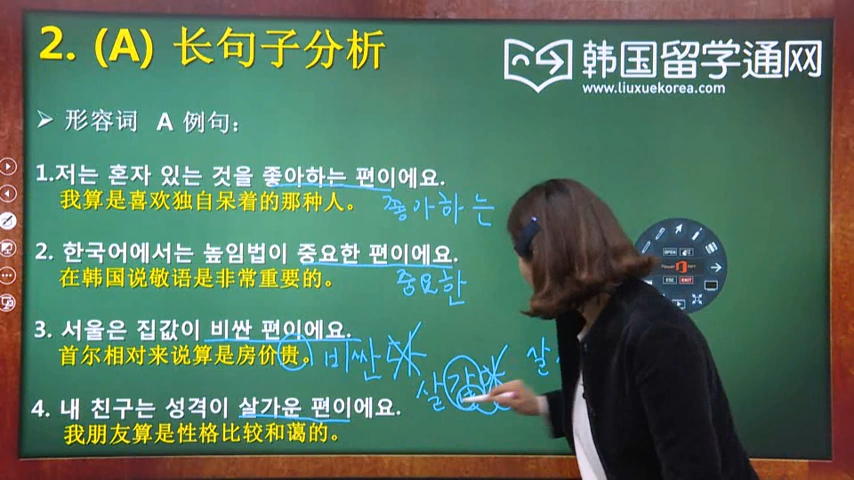 2. (A) 长句子分析
韩国留学通网
www.liuxuekorea.com
➢ 形容词 A 例句：
1.저는 혼자 있는 것을 좋아하는 편이에요.
我算是喜欢独自呆着的那种人。
좋아하는
2. 한국어에서는 높임법이 중요한 편이에요.
在韩国说敬语是非常重要的。
중요한
3. 서울은 집값이 비싼 편이에요.
首尔相对来说算是房价贵。
비싼
살
살
4. 내 친구는 성격이 살가운 편이에요.
我朋友算是性格比较和蔼的。
OPEN
ESC
EXIT